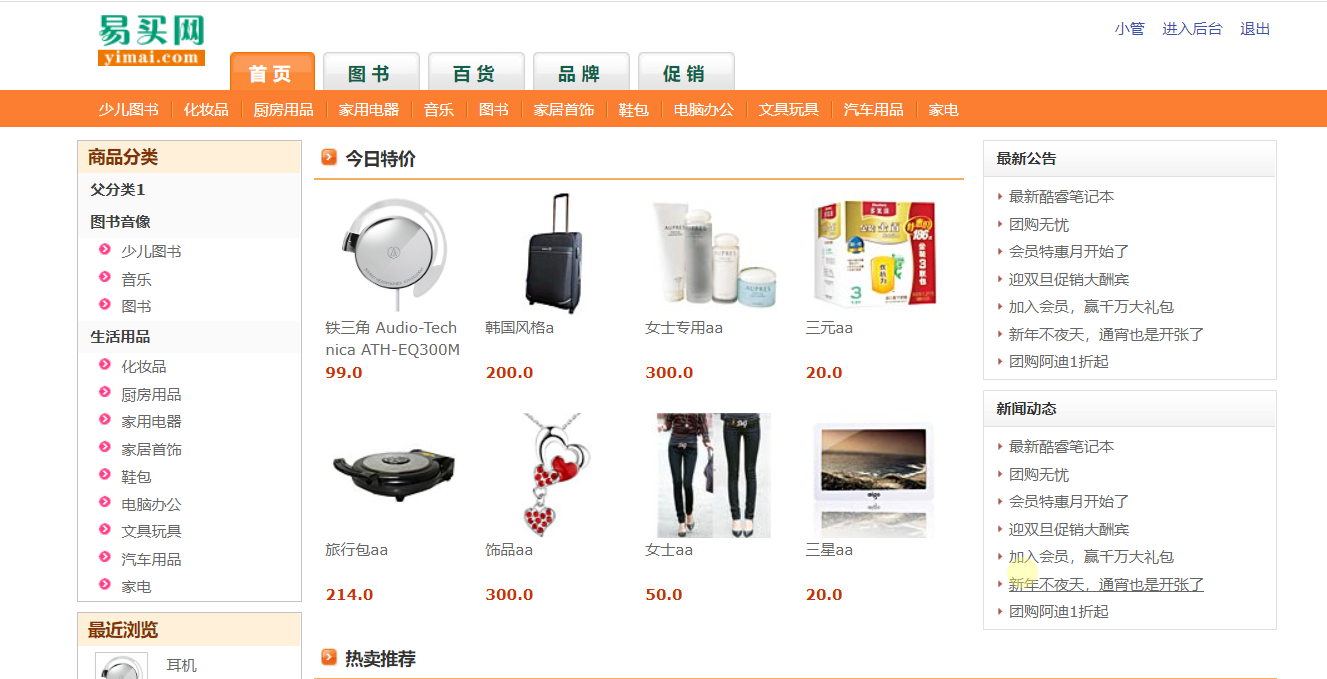 易买网
yimai.com
小管 进入后台 退出
首页 图书 百货 品牌 促销
少儿图书 化妆品 厨房用品 家用电器 音乐 图书 家居首饰 鞋包 电脑办公 文具玩具 汽车用品 家电
商品分类
父分类1
图书音像
少儿图书
音乐
图书
生活用品
化妆品
厨房用品
家用电器
家居首饰
鞋包
电脑办公
文具玩具
汽车用品
家电
最近浏览
耳机
今日特价
铁三角 Audio-Tech
nica ATH-EQ300M
99.0
韩国风格a
200.0
AUPRES
AUPRES
女士专用aa
300.0
多美滋
186
3
三元aa
20.0
旅行包aa
214.0
饰品aa
300.0
女士aa
50.0
aigo
三星aa
20.0
热卖推荐
最新公告
最新酷睿笔记本
团购无忧
会员特惠月开始了
迎双旦促销大酬宾
加入会员，赢千万大礼包
新年不夜天，通宵也是开张了
团购阿迪1折起
新闻动态
最新酷睿笔记本
团购无忧
会员特惠月开始了
迎双旦促销大酬宾
加入会员，赢千万大礼包
新年不夜天，通宵也是开张了
团购阿迪1折起